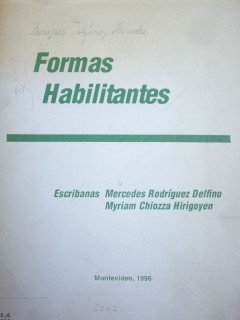 Formas
Habilitantes
Escribanas Mercedes Rodríguez Delfino
Myriam Chiozza Hirigoyen
Montevideo, 1996